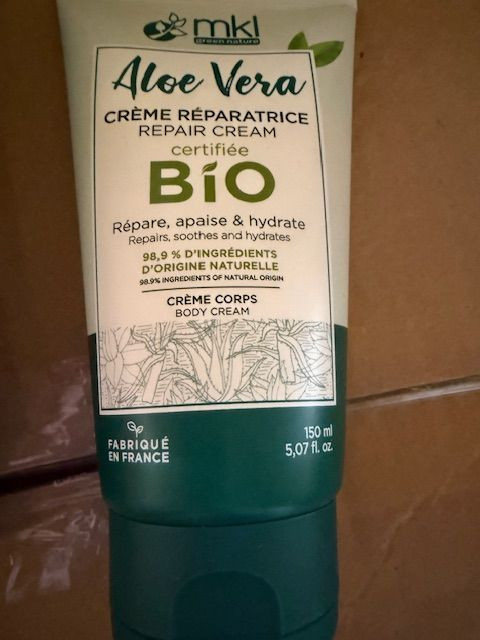 mkl
green nature
Aloe Vera
CRÈME RÉPARATRICE
REPAIR CREAM
certifiée
BiO
Répare, apaise & hydrate
Repairs, soothes and hydrates
98,9 % D'INGRÉDIENTS
D'ORIGINE NATURELLE
98.9% INGREDIENTS OF NATURAL ORIGIN
CRÈME CORPS
BODY CREAM
FABRIQUÉ
EN FRANCE
150 ml
5,07 fl. oz.